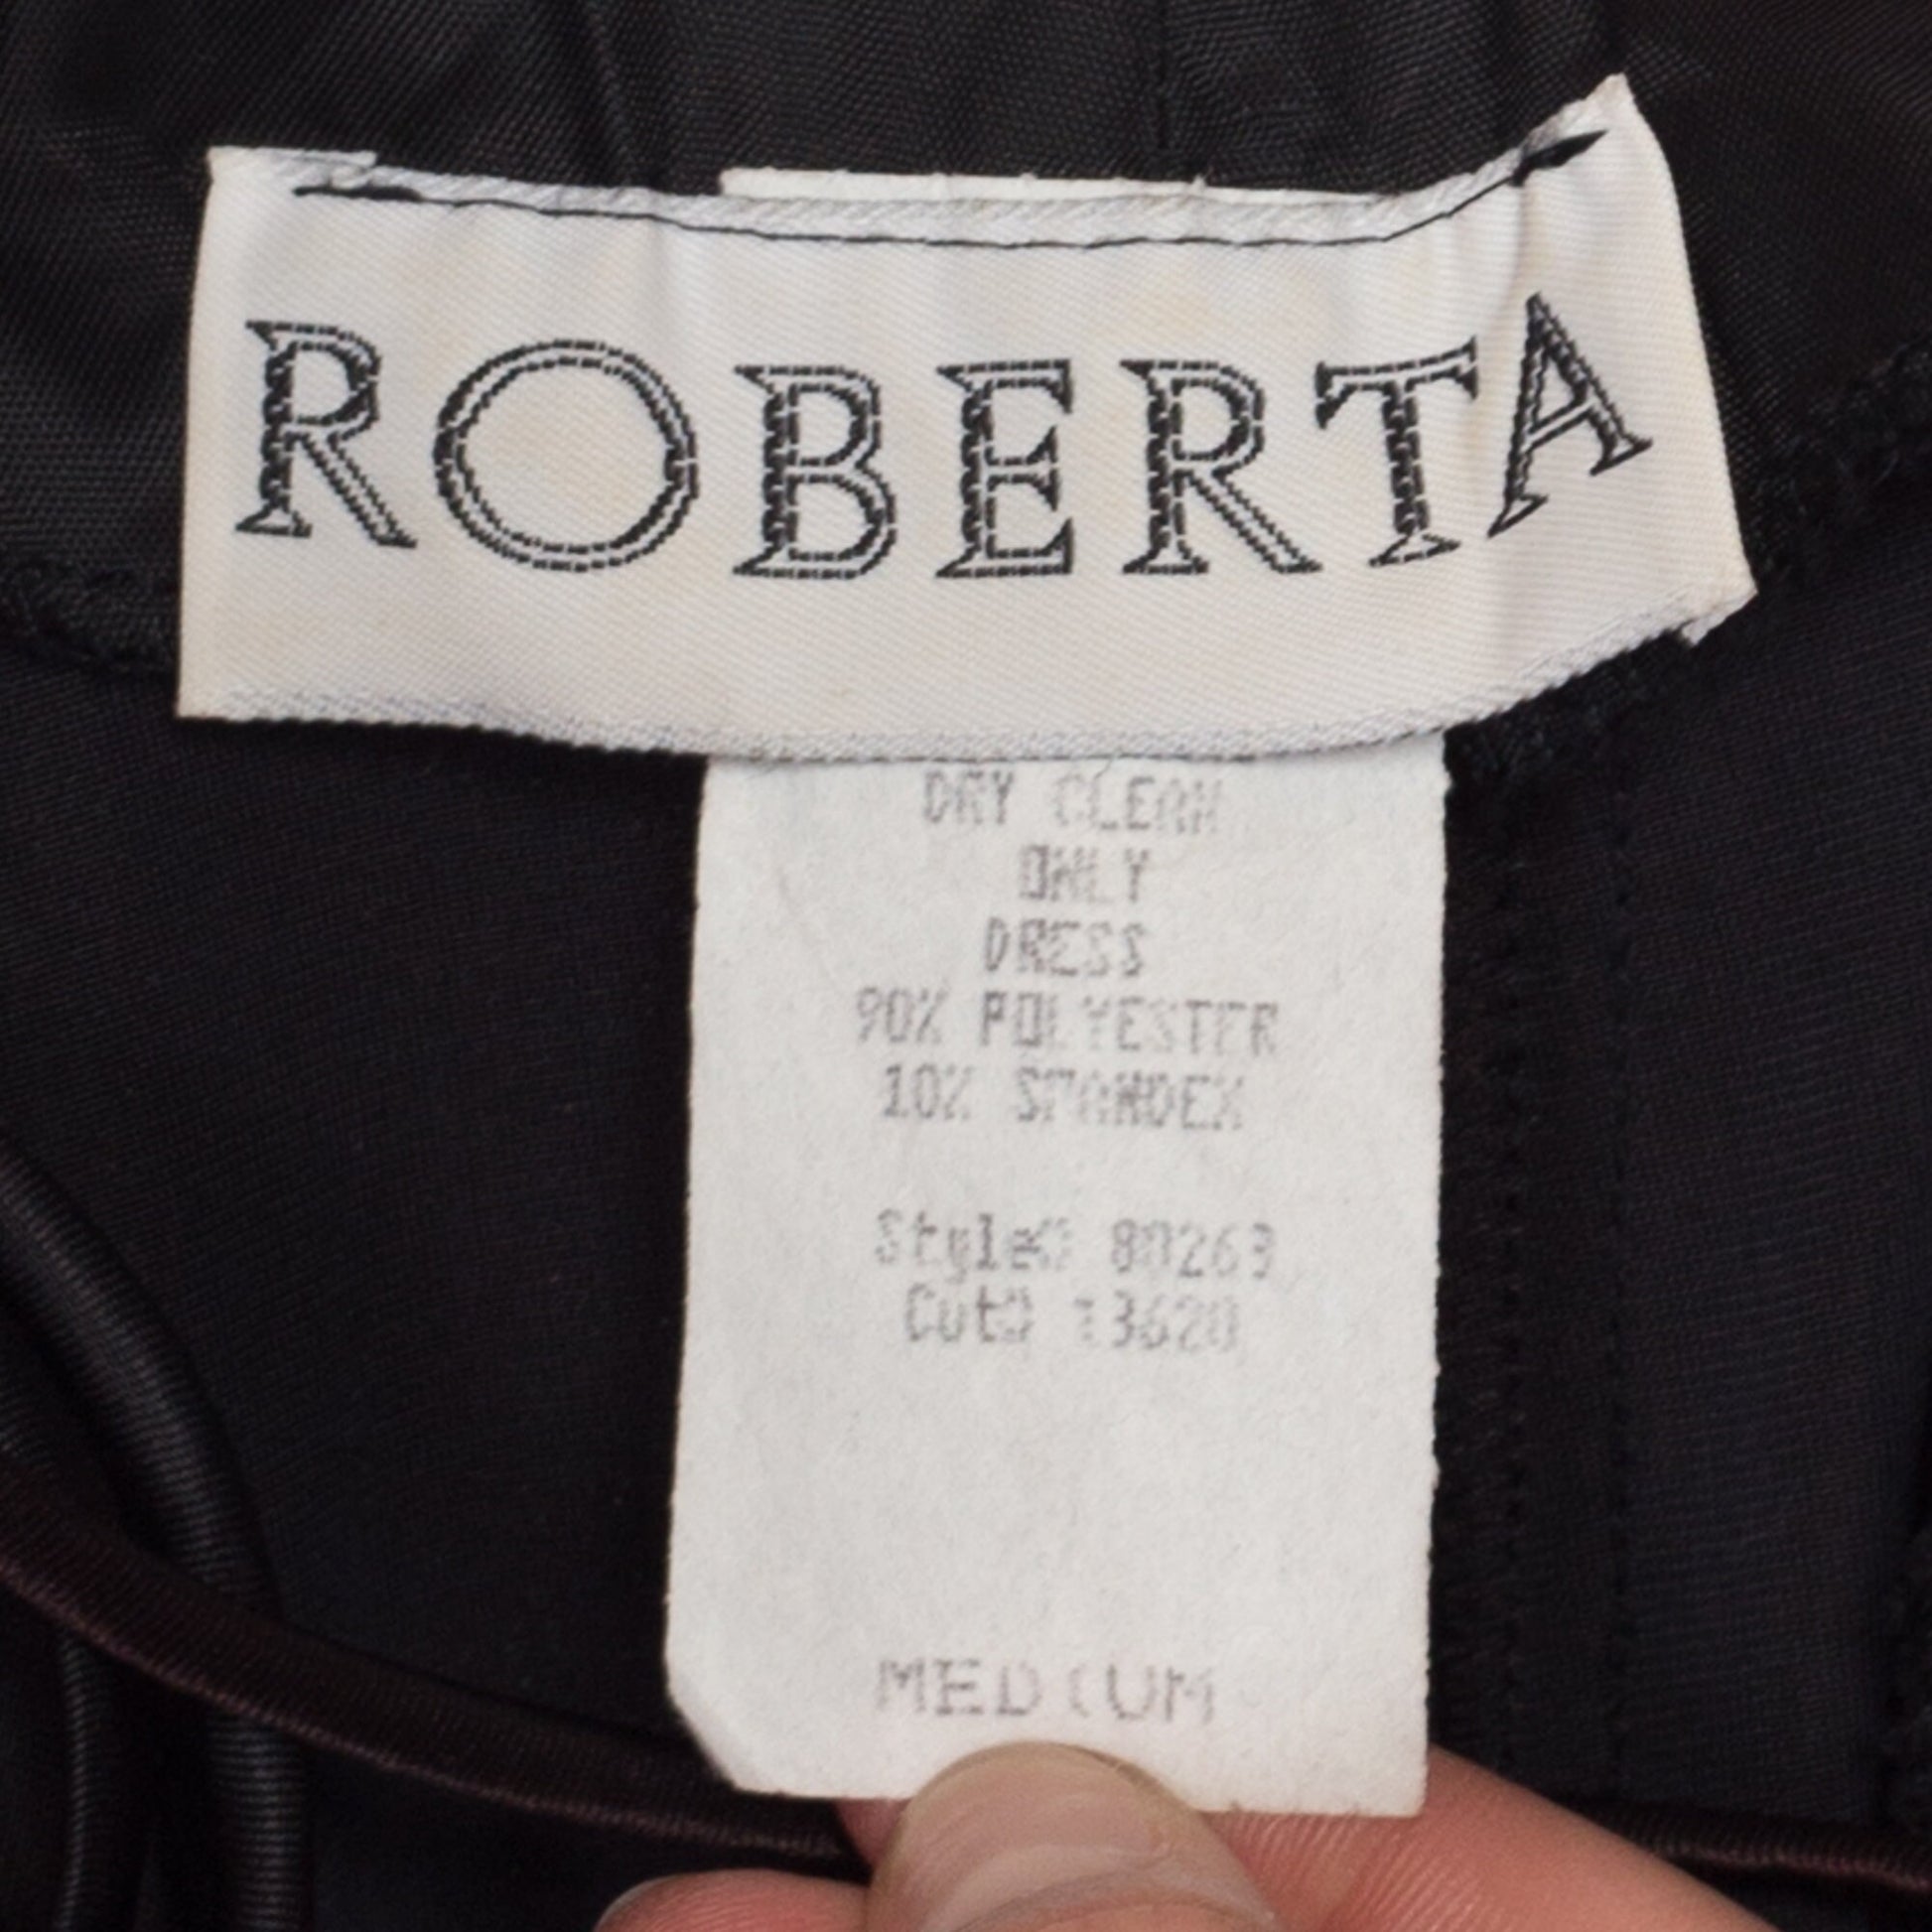 ROBERTA
DRY CLEAN
ONLY
DRESS
90% POLYESTER
10% SPANDEX
Style# 80263
Cut# 13620
MEDIUM